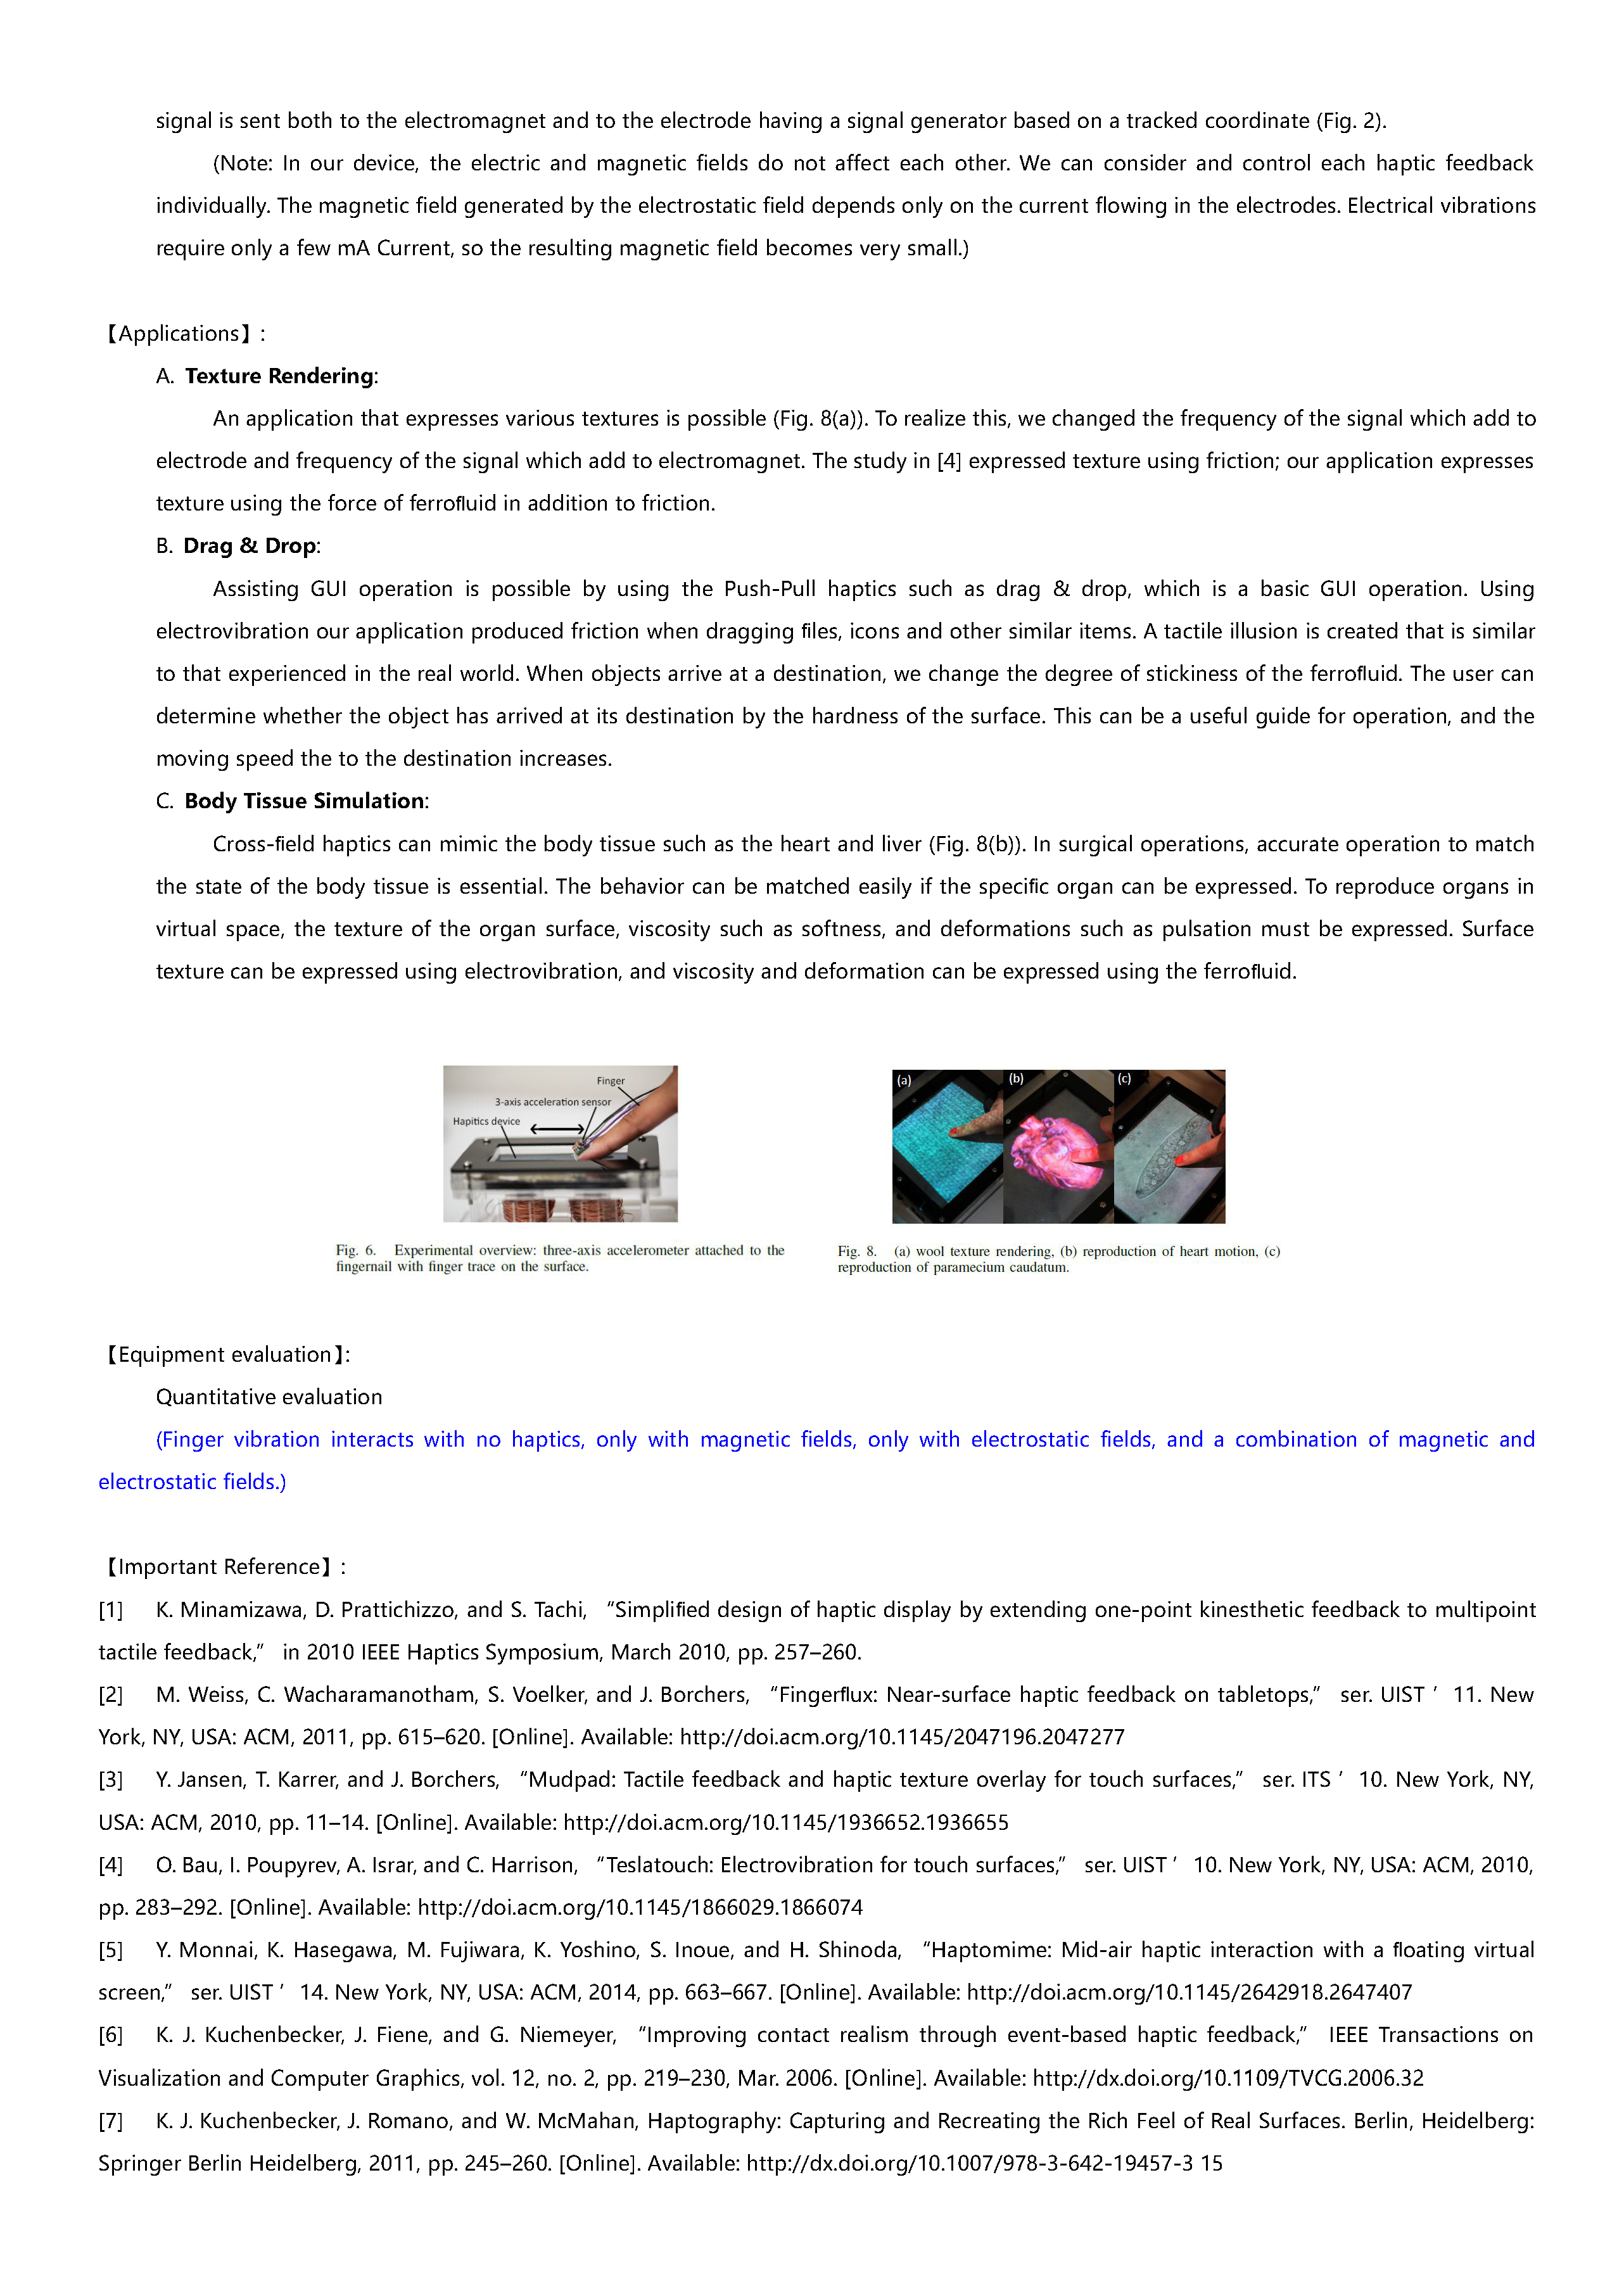 signal is sent both to the electromagnet and to the electrode having a signal generator based on a tracked coordinate (Fig. 2).
(Note: In our device, the electric and magnetic fields do not affect each other. We can consider and control each haptic feedback
individually. The magnetic field generated by the electrostatic field depends only on the current flowing in the electrodes. Electrical vibrations
require only a few mA Current, so the resulting magnetic field becomes very small.)
【Applications】:
A. Texture Rendering:
An application that expresses various textures is possible (Fig. 8(a)). To realize this, we changed the frequency of the signal which add to
electrode and frequency of the signal which add to electromagnet. The study in [4] expressed texture using friction; our application expresses
texture using the force of ferrofluid in addition to friction.
B. Drag & Drop:
Assisting GUI operation is possible by using the Push-Pull haptics such as drag & drop, which is a basic GUI operation. Using
electrovibration our application produced friction when dragging files, icons and other similar items. A tactile illusion is created that is similar
to that experienced in the real world. When objects arrive at a destination, we change the degree of stickiness of the ferrofluid. The user can
determine whether the object has arrived at its destination by the hardness of the surface. This can be a useful guide for operation, and the
moving speed the to the destination increases.
C. Body Tissue Simulation:
Cross-field haptics can mimic the body tissue such as the heart and liver (Fig. 8(b)). In surgical operations, accurate operation to match
the state of the body tissue is essential. The behavior can be matched easily if the specific organ can be expressed. To reproduce organs in
virtual space, the texture of the organ surface, viscosity such as softness, and deformations such as pulsation must be expressed. Surface
texture can be expressed using electrovibration, and viscosity and deformation can be expressed using the ferrofluid.
Finger
3-axis acceleration sensor
Hapitics device
(a) (b) (c)
Fig. 6. Experimental overview: three-axis accelerometer attached to the
fingernail with finger trace on the surface.
Fig. 8. (a) wool texture rendering, (b) reproduction of heart motion, (c)
reproduction of paramecium caudatum.
【Equipment evaluation】:
Quantitative evaluation
(Finger vibration interacts with no haptics, only with magnetic fields, only with electrostatic fields, and a combination of magnetic and
electrostatic fields.)
【Important Reference】:
[1] K. Minamizawa, D. Prattichizzo, and S. Tachi, “Simplified design of haptic display by extending one-point kinesthetic feedback to multipoint
tactile feedback,” in 2010 IEEE Haptics Symposium, March 2010, pp. 257–260.
[2] M. Weiss, C. Wacharamanotham, S. Voelker, and J. Borchers, “Fingerflux: Near-surface haptic feedback on tabletops,” ser. UIST ’ 11. New
York, NY, USA: ACM, 2011, pp. 615–620. [Online]. Available: http://doi.acm.org/10.1145/2047196.2047277
[3] Y. Jansen, T. Karrer, and J. Borchers, “Mudpad: Tactile feedback and haptic texture overlay for touch surfaces,” ser. ITS ’ 10. New York, NY,
USA: ACM, 2010, pp. 11–14. [Online]. Available: http://doi.acm.org/10.1145/1936652.1936655
[4] O. Bau, I. Poupyrev, A. Israr, and C. Harrison, “Teslatouch: Electrovibration for touch surfaces,” ser. UIST ’ 10. New York, NY, USA: ACM, 2010,
pp. 283–292. [Online]. Available: http://doi.acm.org/10.1145/1866029.1866074
[5] Y. Monnai, K. Hasegawa, M. Fujiwara, K. Yoshino, S. Inoue, and H. Shinoda, “Haptomime: Mid-air haptic interaction with a floating virtual
screen,” ser. UIST ’ 14. New York, NY, USA: ACM, 2014, pp. 663–667. [Online]. Available: http://doi.acm.org/10.1145/2642918.2647407
[6] K. J. Kuchenbecker, J. Fiene, and G. Niemeyer, “Improving contact realism through event-based haptic feedback,” IEEE Transactions on
Visualization and Computer Graphics, vol. 12, no. 2, pp. 219–230, Mar. 2006. [Online]. Available: http://dx.doi.org/10.1109/TVCG.2006.32
[7] K. J. Kuchenbecker, J. Romano, and W. McMahan, Haptography: Capturing and Recreating the Rich Feel of Real Surfaces. Berlin, Heidelberg:
Springer Berlin Heidelberg, 2011, pp. 245–260. [Online]. Available: http://dx.doi.org/10.1007/978-3-642-19457-3 15